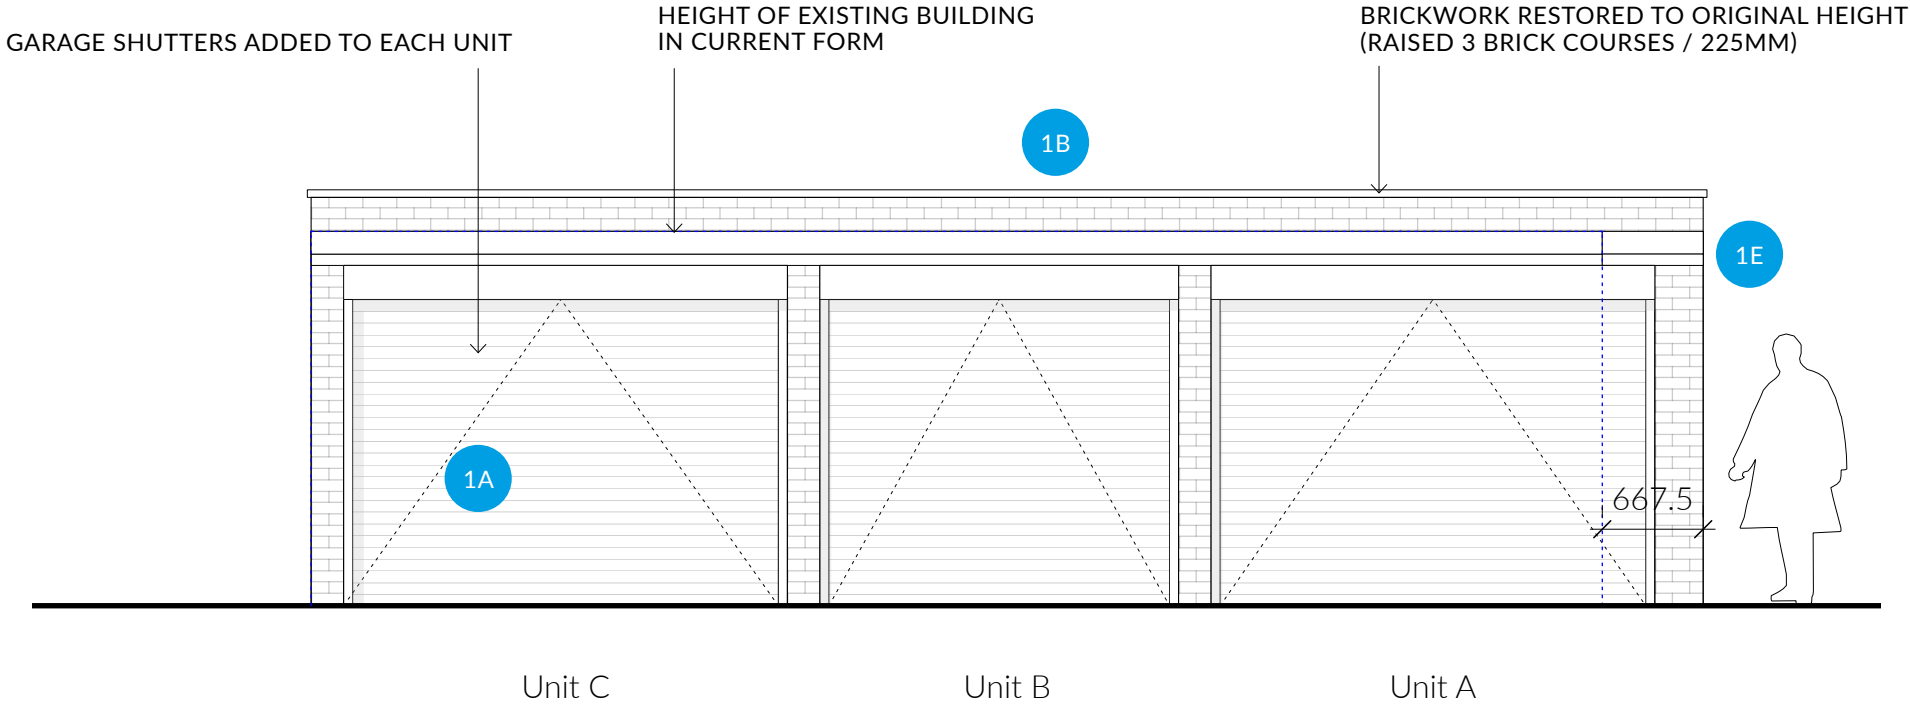 GARAGE SHUTTERS ADDED TO EACH UNIT
HEIGHT OF EXISTING BUILDING
IN CURRENT FORM
BRICKWORK RESTORED TO ORIGINAL HEIGHT
(RAISED 3 BRICK COURSES / 225MM)
1B
1E
1A
667.5
Unit C
Unit B
Unit A